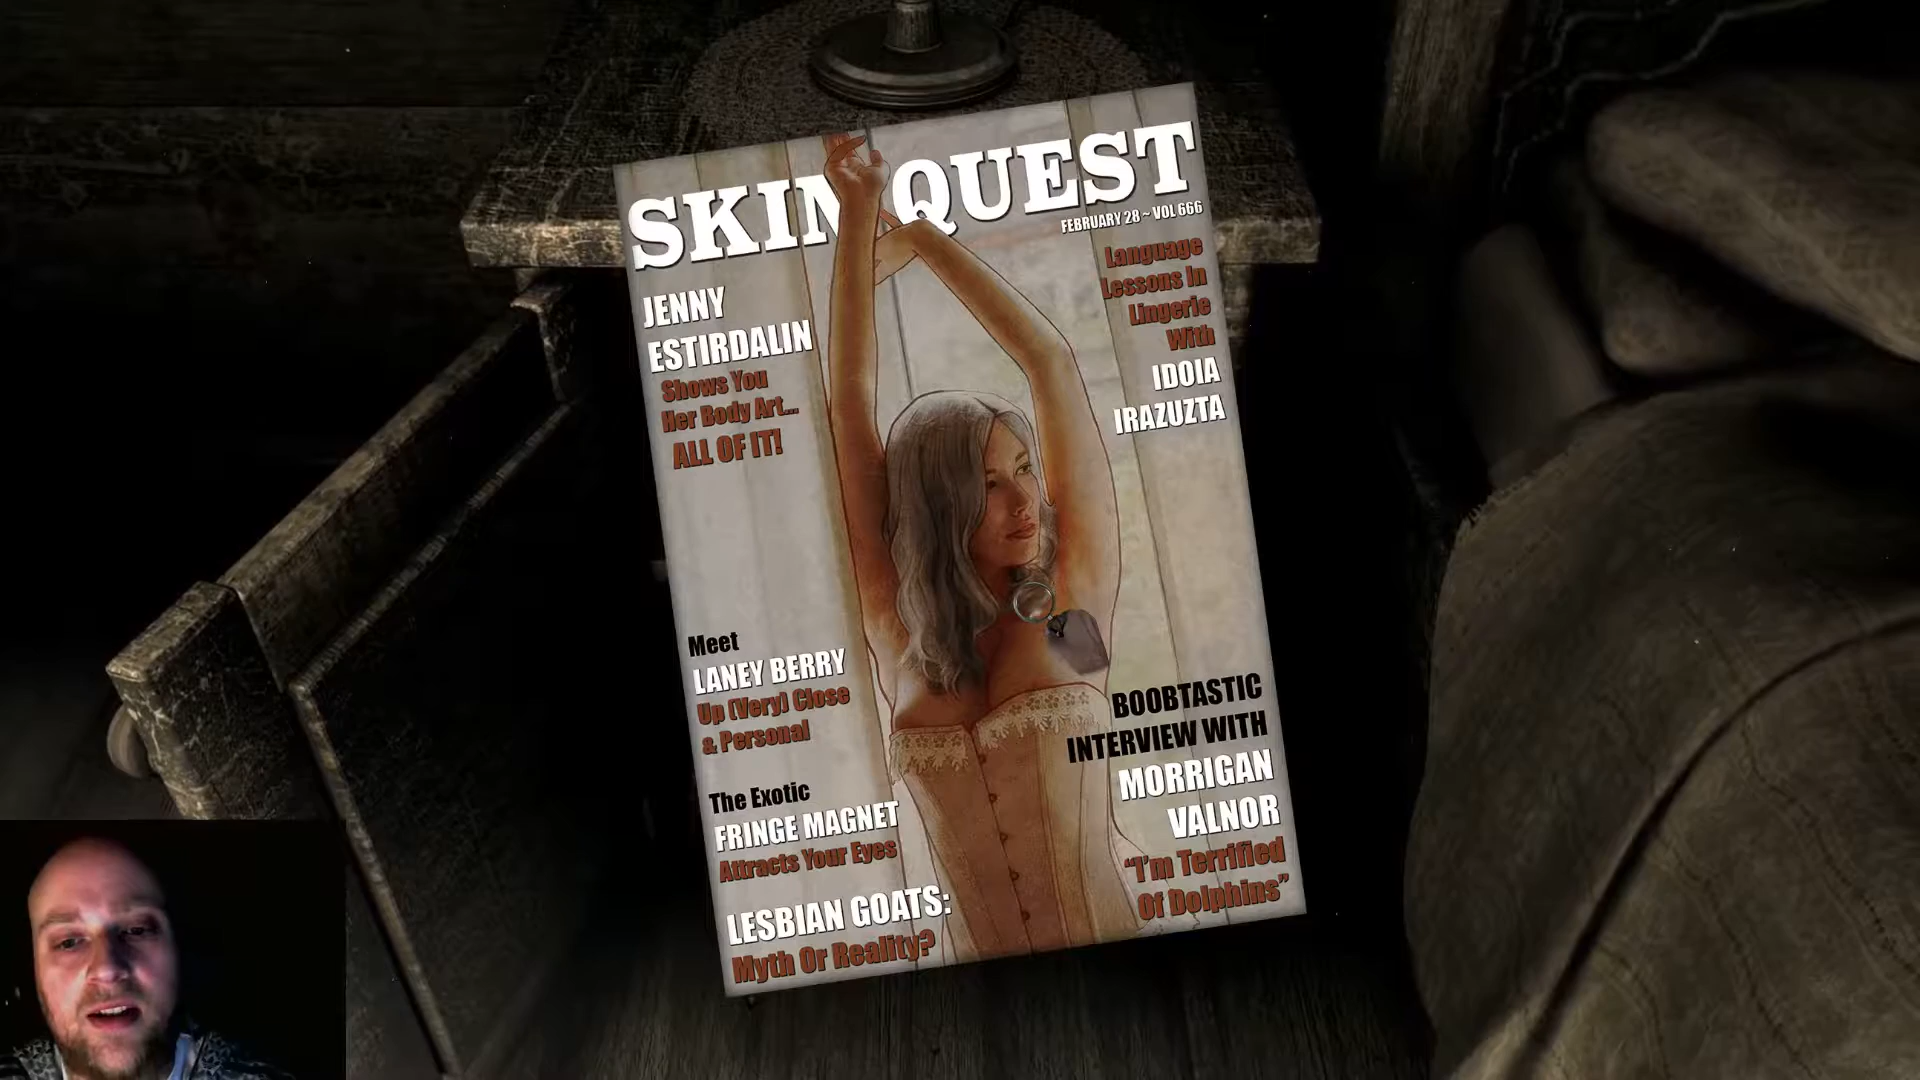 SKIN QUEST
FEBRUARY 28 ~ VOL 666
JENNY
ESTIRDALIN
Shows You
Her Body Art...
ALL OF IT!
Language
Lessons In
Lingerie
With
IDOIA
IRAZUZTA
Meet
LANEY BERRY
Up (Very) Close
& Personal
The Exotic
FRINGE MAGNET
Attracts Your Eyes
LESBIAN GOATS:
Myth Or Reality?
BOOBTASTIC
INTERVIEW WITH
MORRIGAN
VALNOR
"I'm Terrified
Of Dolphins"